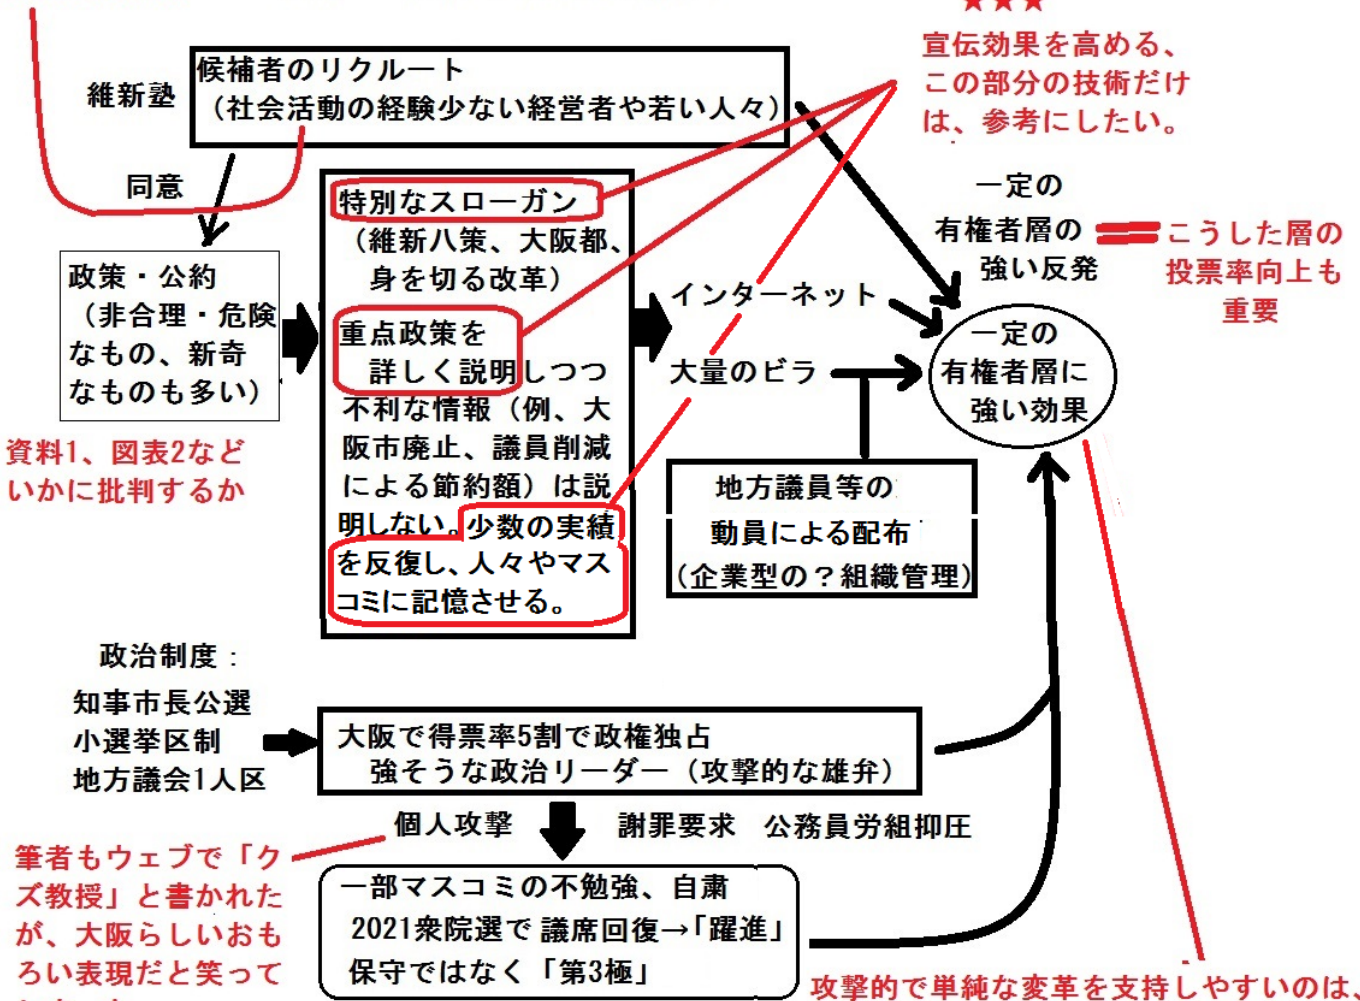 ★★★
宣伝効果を高める、
この部分の技術だけ
は、参考にしたい。
維新塾
候補者のリクルート
（社会活動の経験少ない経営者や若い人々）
同意
政策・公約
（非合理・危険
なもの、新奇
なものも多い）
資料1、図表2など
いかに批判するか
特別なスローガン
（維新八策、大阪都、
身を切る改革）
重点政策を
詳しく説明しつつ
不利な情報（例、大
阪市廃止、議員削減
による節約額）は説
明しない。少数の実績
を反復し、人々やマス
コミに記憶させる。
インターネット
大量のビラ
地方議員等の
動員による配布
(企業型の？組織管理)
一定の
有権者層の
強い反発
こうした層の
投票率向上も
重要
一定の
有権者層に
強い効果
政治制度：
知事市長公選
小選挙区制
地方議会1人区
大阪で得票率5割で政権独占
強そうな政治リーダー（攻撃的な雄弁）
個人攻撃
謝罪要求 公務員労組抑圧
筆者もウェブで「ク
ズ教授」と書かれた
が、大阪らしいおも
ろい表現だと笑って
一部マスコミの不勉強、自粛
2021衆院選で 議席回復→「躍進」
保守ではなく「第3極」
攻撃的で単純な変革を支持しやすいのは、